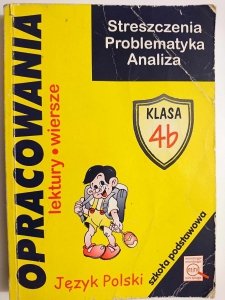 Streszczenia
Problematyka
Analiza
OPRACOWANIA
lektury • wiersze
KLASA
4b
szkoła podstawowa
Język Polski